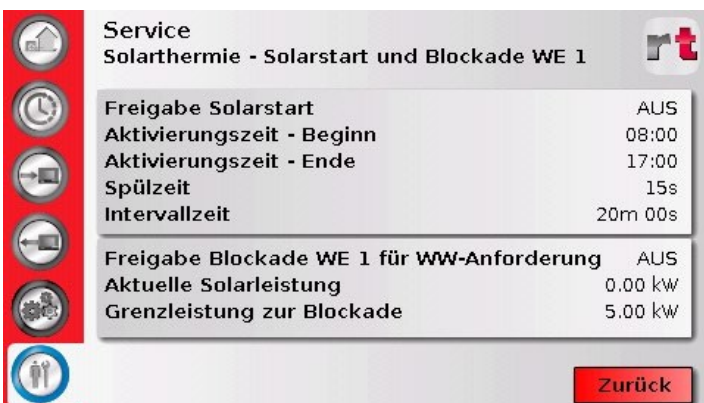 Service
Solarthermie - Solarstart und Blockade WE 1
rt
Freigabe Solarstart AUS
Aktivierungszeit - Beginn 08:00
Aktivierungszeit - Ende 17:00
Spülzeit 15s
Intervallzeit 20m 00s
Freigabe Blockade WE 1 für WW-Anforderung AUS
Aktuelle Solarleistung 0.00 kW
Grenzleistung zur Blockade 5.00 kW
Zurück